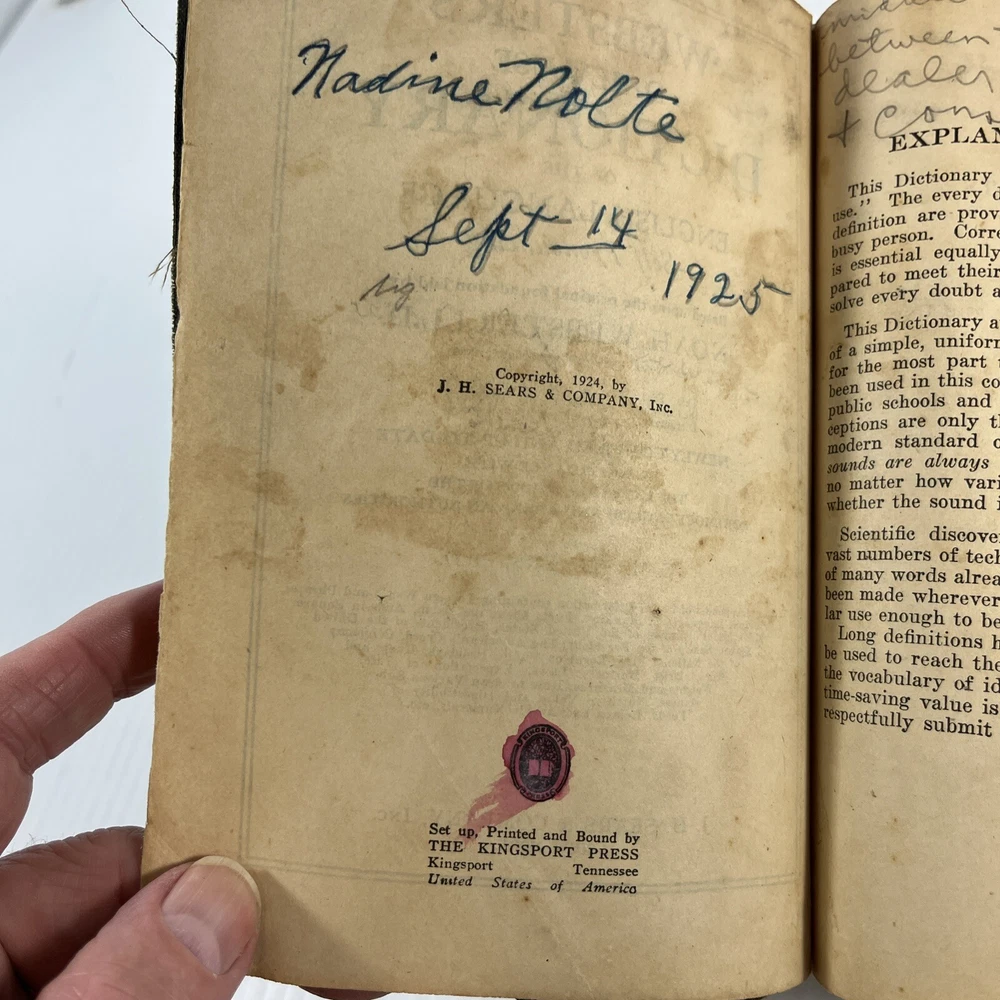 Nadine Nolte
Sept 14
1925
Copyright, 1924, by
J. H. SEARS & COMPANY, INC.
KINGSPORT
Set up, Printed and Bound by
THE KINGSPORT PRESS
Kingsport Tennessee
United States of America
between
dealer
+ Cons
EXPLAN
This Dictionary
use." The every d
definition are prov
busy person. Corre
is essential equally
pared to meet their
solve every doubt a
This Dictionary a
of a simple, uniform
for the most part t
been used in this co
public schools and
ceptions are only th
modern standard o
sounds are always
no matter how vari
whether the sound i
Scientific discove
vast numbers of tech
of many words alrea
been made wherever
lar use enough to be
Long definitions h
be used to reach the
the vocabulary of id
time-saving value is
respectfully submit